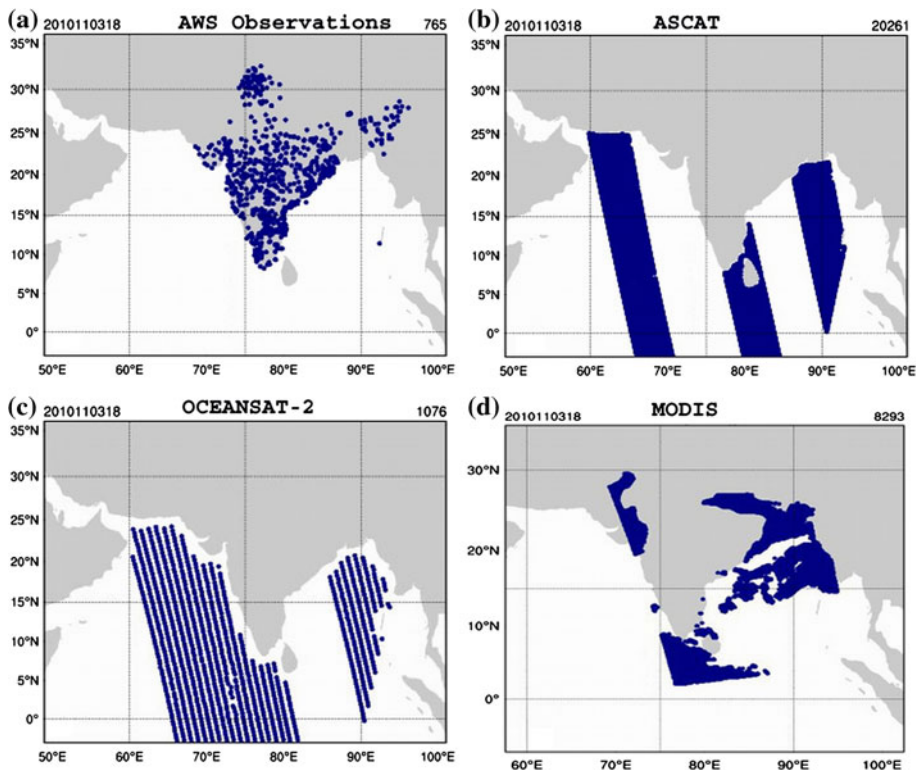 (a) 2010110318 AWS Observations 765
35°N
30°N
25°N
20°N
15°N
10°N
5°N
0°
50°E 60°E 70°E 80°E 90°E 100°E
(b) 2010110318 ASCAT 20261
35°N
30°N
25°N
20°N
15°N
10°N
5°N
0°
50°E 60°E 70°E 80°E 90°E 100°E
(c) 2010110318 OCEANSAT-2 1076
35°N
30°N
25°N
20°N
15°N
10°N
5°N
0°
50°E 60°E 70°E 80°E 90°E 100°E
(d) 2010110318 MODIS 8293
30°N
20°N
10°N
0°
60°E 70°E 80°E 90°E 100°E